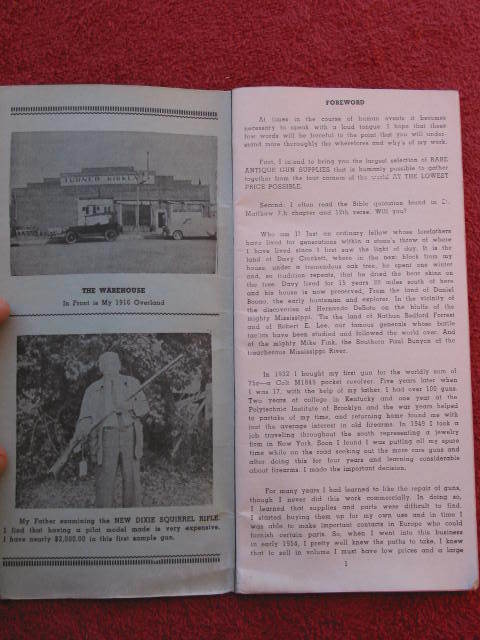 TURNER KIRKLAND
THE WAREHOUSE
In Front is My 1916 Overland
My Father examining the NEW DIXIE SQUIRREL RIFLE.
I find that having a pilot model made is very expensive.
I have nearly $2,000.00 in this first sample gun.
FOREWORD
At times in the course of human events it becomes
necessary to speak with a loud tongue. I hope that these
few words will be forceful to the point that you will under-
stand more thoroughly the wherefores and why's of my work.
First, I intend to bring you the largest selection of RARE
ANTIQUE GUN SUPPLIES that is humanly possible to gather
together from the four corners of the world AT THE LOWEST
PRICE POSSIBLE.
Second: I often read the Bible quotation found in St.
Matthew 7th chapter and 12th verse. Will you?
Who am I? Just an ordinary fellow whose forefathers
have lived for generations within a stone's throw of where
I have lived since I first saw the light of day. It is the
land of Davy Crockett, where in the next block from my
house, under a tremendous oak tree, he spent one winter
and, so tradition repeats, that he dried the bear skins on
the tree. Davy lived for 15 years 20 miles south of here
and his house is now preserved. From the land of Daniel
Boone, the early huntsman and explorer. In the vicinity of
the discoveries of Hernando DeSoto on the bluffs of the
mighty Mississippi. 'Tis the land of Nathan Bedford Forrest
and of Robert E. Lee, our famous generals whose battle
tactics have been studied and followed the world over. And
of the mighty Mike Fink, the Southern Paul Bunyan of the
treacherous Mississippi River.
In 1932 I bought my first gun for the worldly sum of
75¢—a Colt M1849 pocket revolver. Five years later when
I was 17, with the help of my father, I had over 100 guns.
Two years of college in Kentucky and one year at the
Polytechnic Institute of Brooklyn and the war years helped
to partake of my time, and returning home found me with
just the average interest in old firearms. In 1949 I took a
job traveling throughout the south representing a jewelry
firm in New York. Soon I found I was putting all my spare
time while on the road seeking out the more rare guns and
after doing this for four years and learning considerable
about firearms, I made the important decision.
For many years I had learned to like the repair of guns,
though I never did this work commercially. In doing so,
I learned that supplies and parts were difficult to find.
I started buying them up for my own use and in time I
was able to make important contacts in Europe who could
furnish certain parts. So, when I went into this business
in early 1954, I pretty well knew the paths to take. I knew
that to sell in volume I must have low prices and a large
1